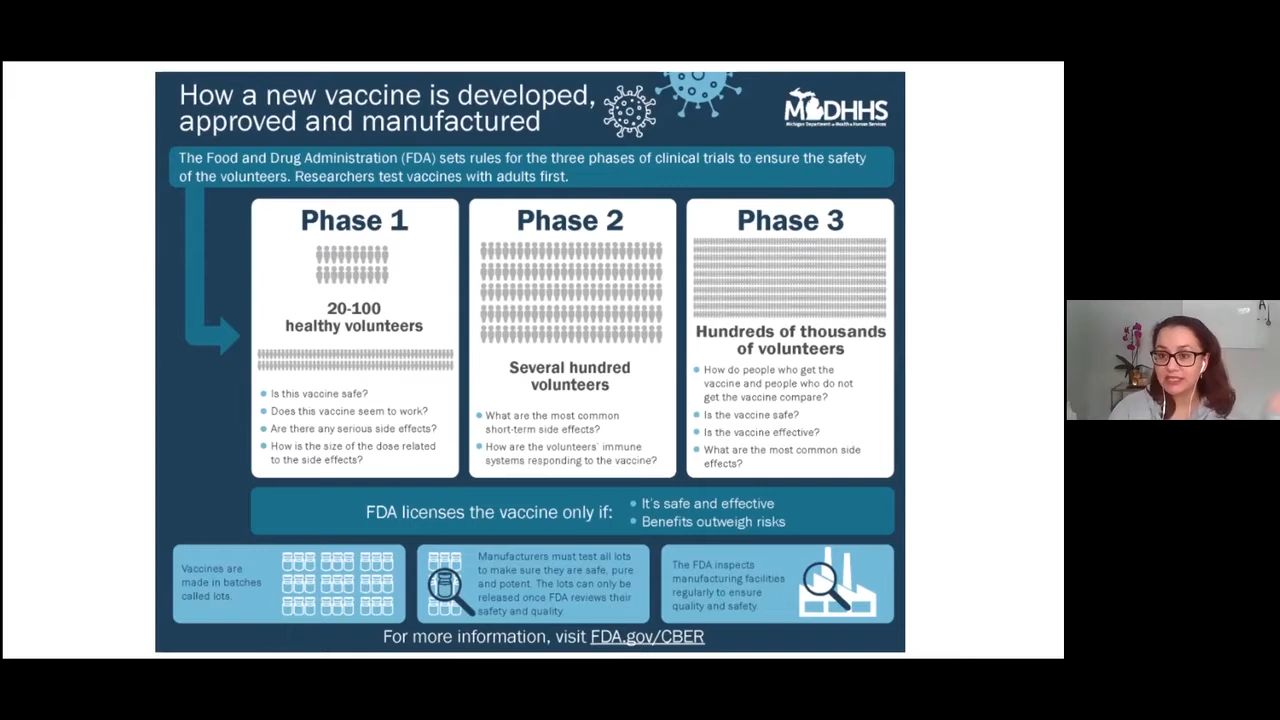 How a new vaccine is developed,
approved and manufactured
MDHHS
Michigan Department of Health & Human Services
The Food and Drug Administration (FDA) sets rules for the three phases of clinical trials to ensure the safety
of the volunteers. Researchers test vaccines with adults first.
Phase 1
20-100
healthy volunteers
• Is this vaccine safe?
• Does this vaccine seem to work?
• Are there any serious side effects?
• How is the size of the dose related
to the side effects?
Phase 2
Several hundred
volunteers
• What are the most common
short-term side effects?
• How are the volunteers' immune
systems responding to the vaccine?
Phase 3
Hundreds of thousands
of volunteers
• How do people who get the
vaccine and people who do not
get the vaccine compare?
• Is the vaccine safe?
• Is the vaccine effective?
• What are the most common side
effects?
FDA licenses the vaccine only if:
• It's safe and effective
• Benefits outweigh risks
Vaccines are
made in batches
called lots.
Manufacturers must test all lots
to make sure they are safe, pure
and potent. The lots can only be
released once FDA reviews their
safety and quality.
The FDA inspects
manufacturing facilities
regularly to ensure
quality and safety.
For more information, visit FDA.gov/CBER